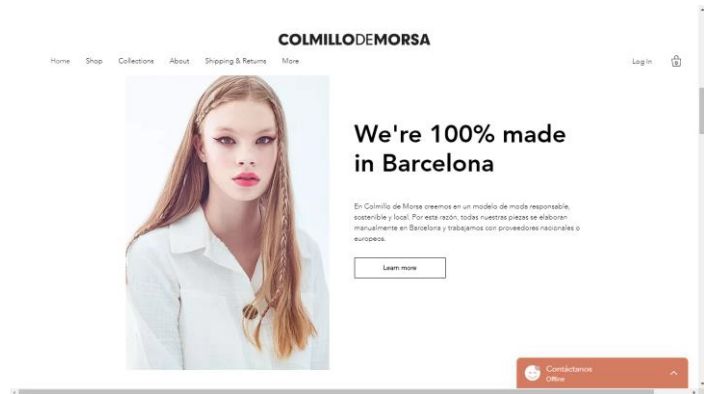 COLMILLODEMORSA
Home Shop Collections About Shipping & Returns More Log In 0
We're 100% made
in Barcelona
En Colmillo de Morsa creemos en un modelo de moda responsable,
sostenible y local. Por esta razón, todas nuestras piezas se elaboran
manualmente en Barcelona y trabajamos con proveedores nacionales o
europeos.
Learn more
Contáctanos
Offline